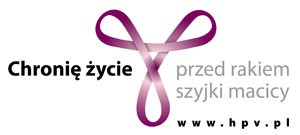 Chronię życie przed rakiem
szyjki macicy
www.hpv.pl